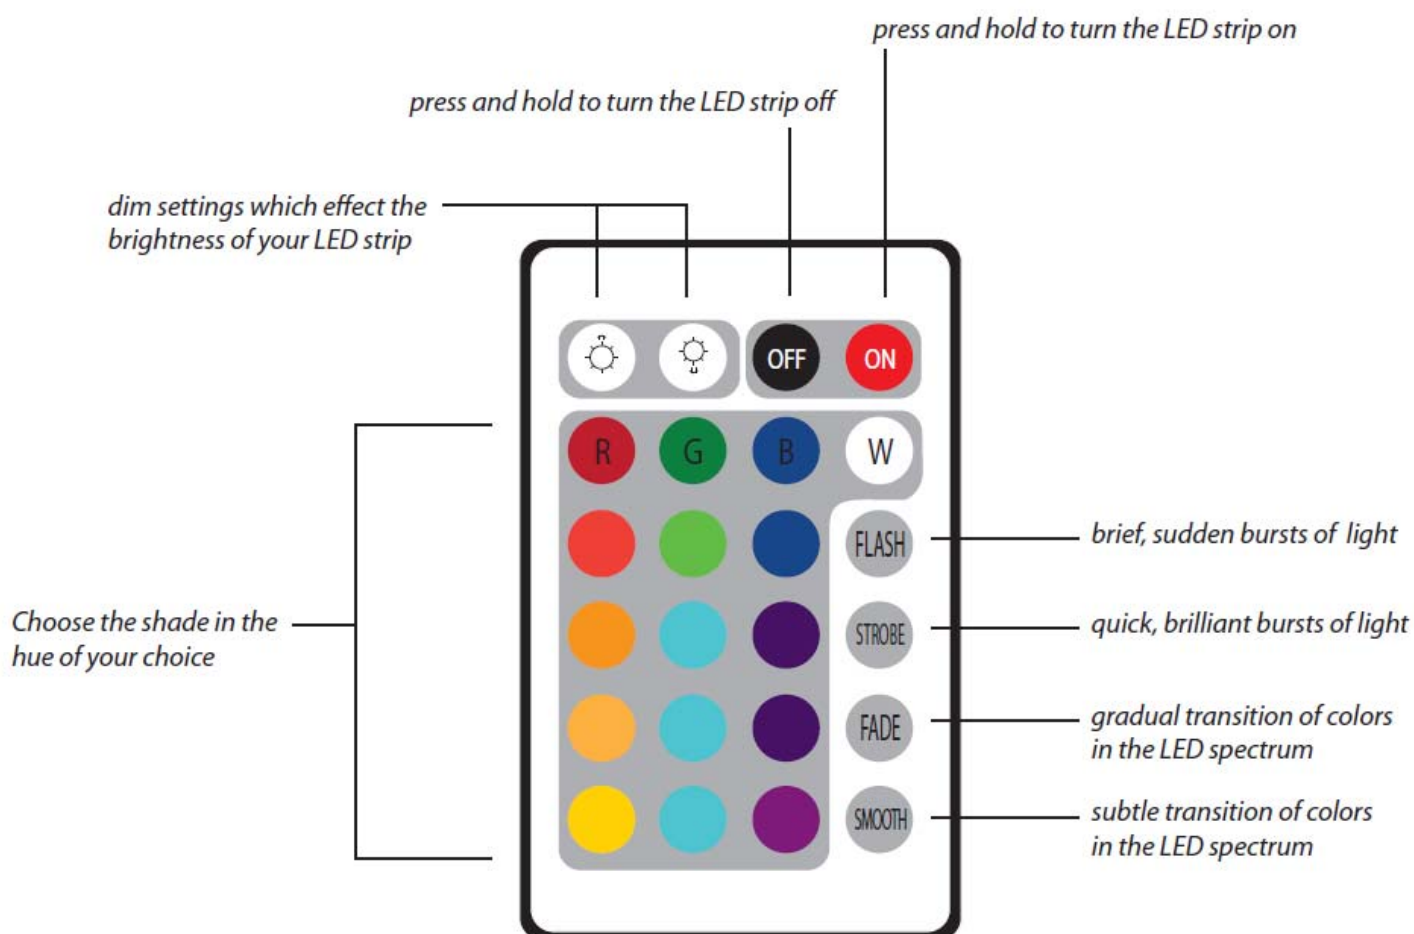 press and hold to turn the LED strip on
press and hold to turn the LED strip off
dim settings which effect the
brightness of your LED strip
OFF
ON
R
G
B
W
FLASH
brief, sudden bursts of light
STROBE
quick, brilliant bursts of light
Choose the shade in the
hue of your choice
FADE
gradual transition of colors
in the LED spectrum
SMOOTH
subtle transition of colors
in the LED spectrum